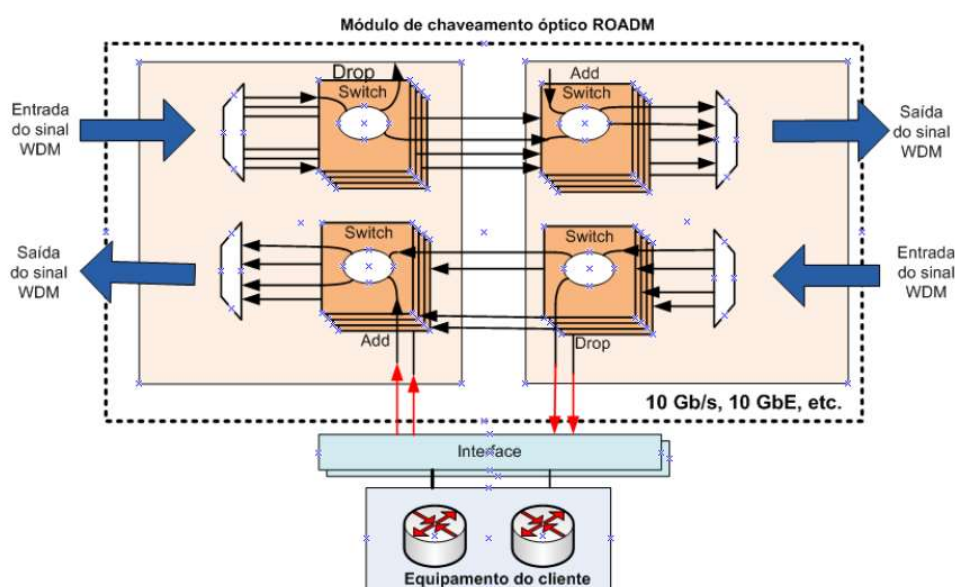 Módulo de chaveamento óptico ROADM
Drop
Switch
Add
Switch
Entrada
do sinal
WDM
Saída
do sinal
WDM
Switch
Switch
Saída
do sinal
WDM
Entrada
do sinal
WDM
Add
Drop
10 Gb/s, 10 GbE, etc.
Interface
Equipamento do cliente